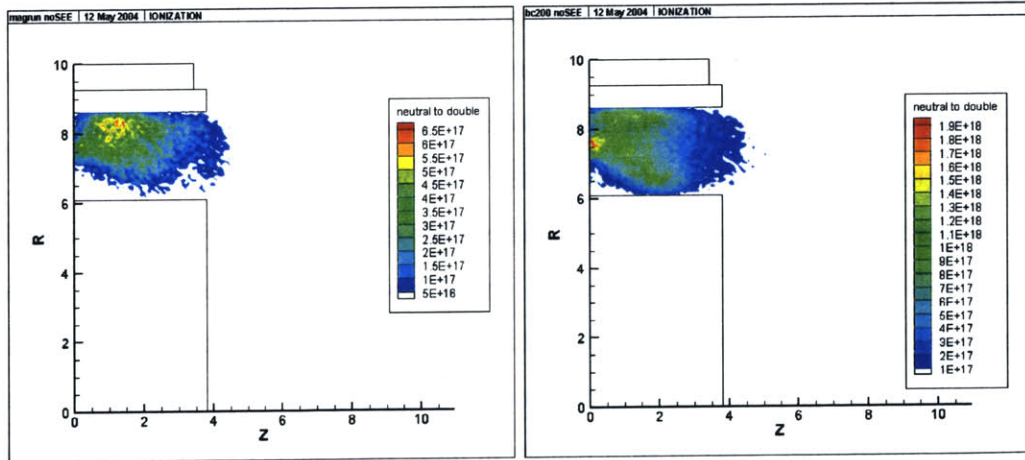 magrun noSEE | 12 May 2004 | IONIZATION
10
8
6
4
2
0
R
0 2 4 6 8 10
Z
neutral to double
6.5E+17
6E+17
5.5E+17
5E+17
4.5E+17
4E+17
3.5E+17
3E+17
2.5E+17
2E+17
1.5E+17
1E+17
5E+16
bc200 noSEE | 12 May 2004 | IONIZATION
10
8
6
4
2
0
R
0 2 4 6 8 10
Z
neutral to double
1.9E+18
1.8E+18
1.7E+18
1.6E+18
1.5E+18
1.4E+18
1.3E+18
1.2E+18
1.1E+18
1E+18
9E+17
8E+17
7E+17
6E+17
5E+17
4E+17
3E+17
2E+17
1E+17